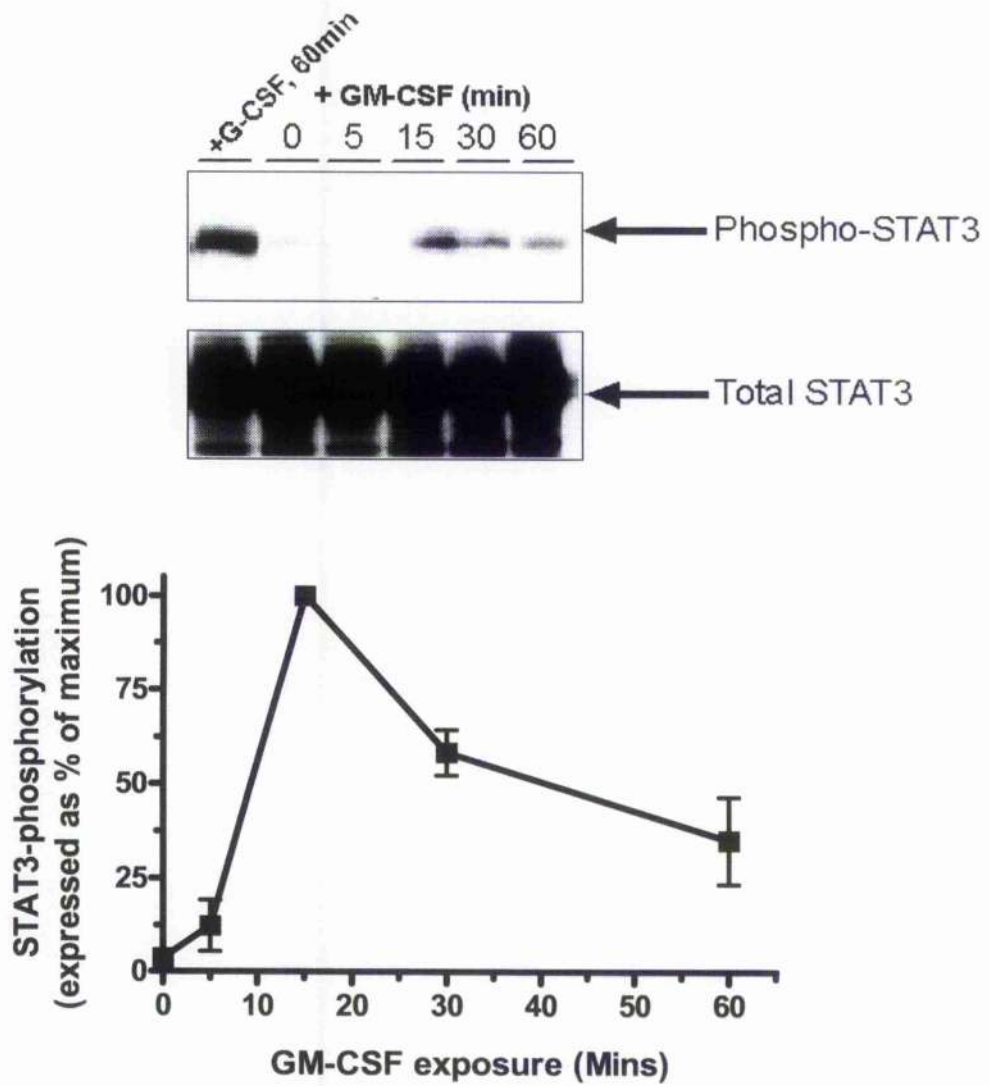 +G-CSF, 60min
+ GM-CSF (min)
0 5 15 30 60
Phospho-STAT3
Total STAT3
STAT3-phosphorylation
(expressed as % of maximum)
100
75
50
25
0
0 10 20 30 40 50 60
GM-CSF exposure (Mins)